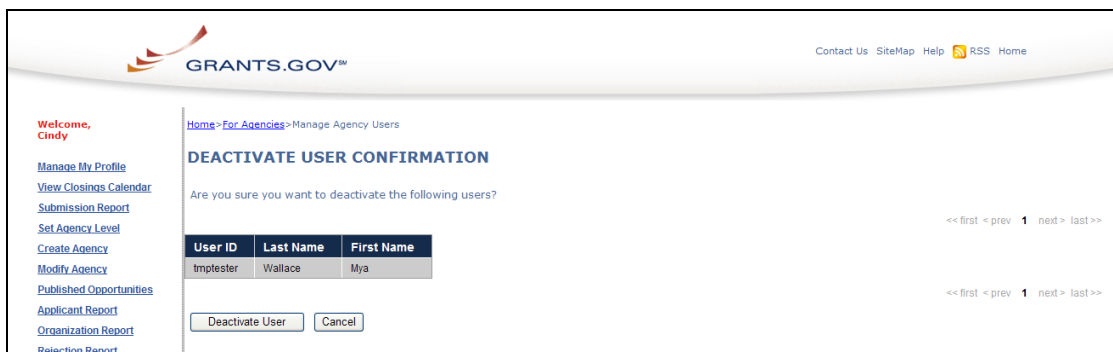 GRANTS.GOV℠
Contact Us SiteMap Help RSS Home
Welcome,
Cindy
Manage My Profile
View Closings Calendar
Submission Report
Set Agency Level
Create Agency
Modify Agency
Published Opportunities
Applicant Report
Organization Report
Rejection Report
Home>For Agencies>Manage Agency Users
DEACTIVATE USER CONFIRMATION
Are you sure you want to deactivate the following users?
<< first < prev 1 next > last >>
User ID Last Name First Name
tmptester Wallace Mya
<< first < prev 1 next > last >>
Deactivate User Cancel